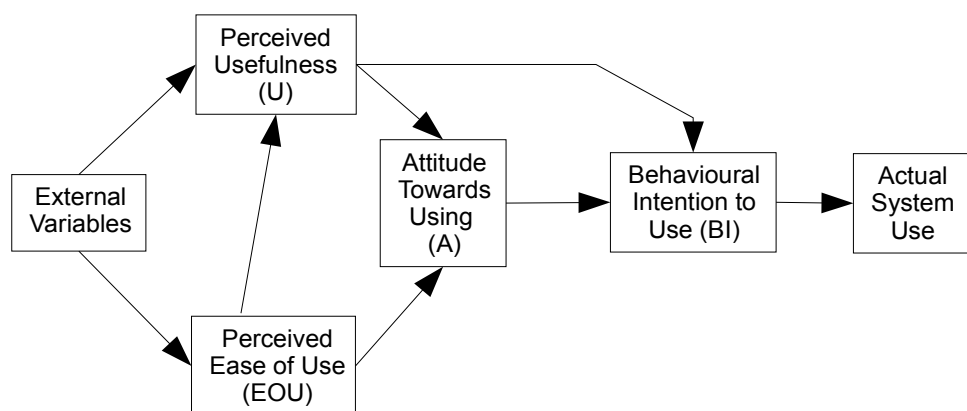 Perceived
Usefulness
(U)
External
Variables
Perceived
Ease of Use
(EOU)
Attitude
Towards
Using
(A)
Behavioural
Intention to
Use (BI)
Actual
System
Use